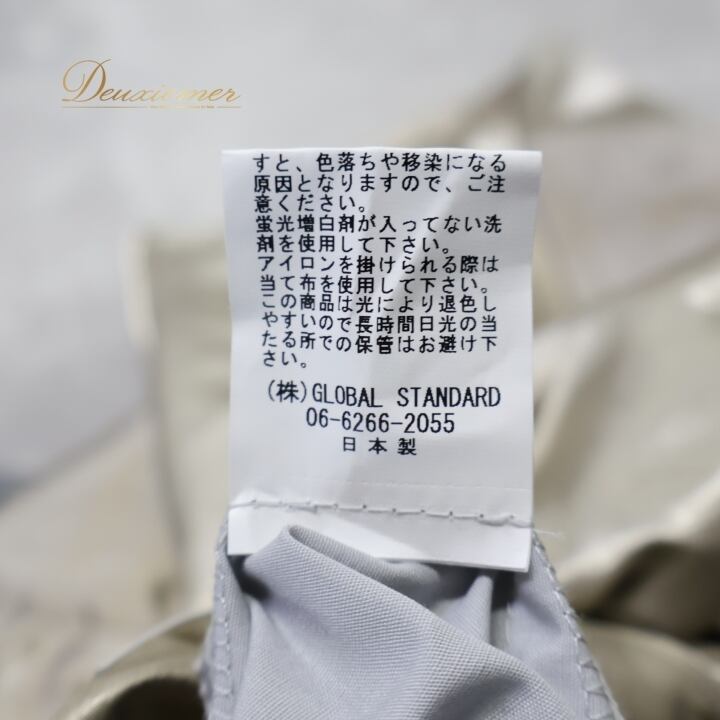 Deuxiemer
すと、色落ちや移染になる
原因となりますので、ご注
意ください。
蛍光増白剤が入ってない洗
剤を使用して下さい。
アイロンを掛けられる際は
当て布を使用して下さい。
この商品は光により退色し
やすいので長時間日光の当
たる所での保管はお避け下
さい。
(株)GLOBAL STANDARD
06-6266-2055
日本製